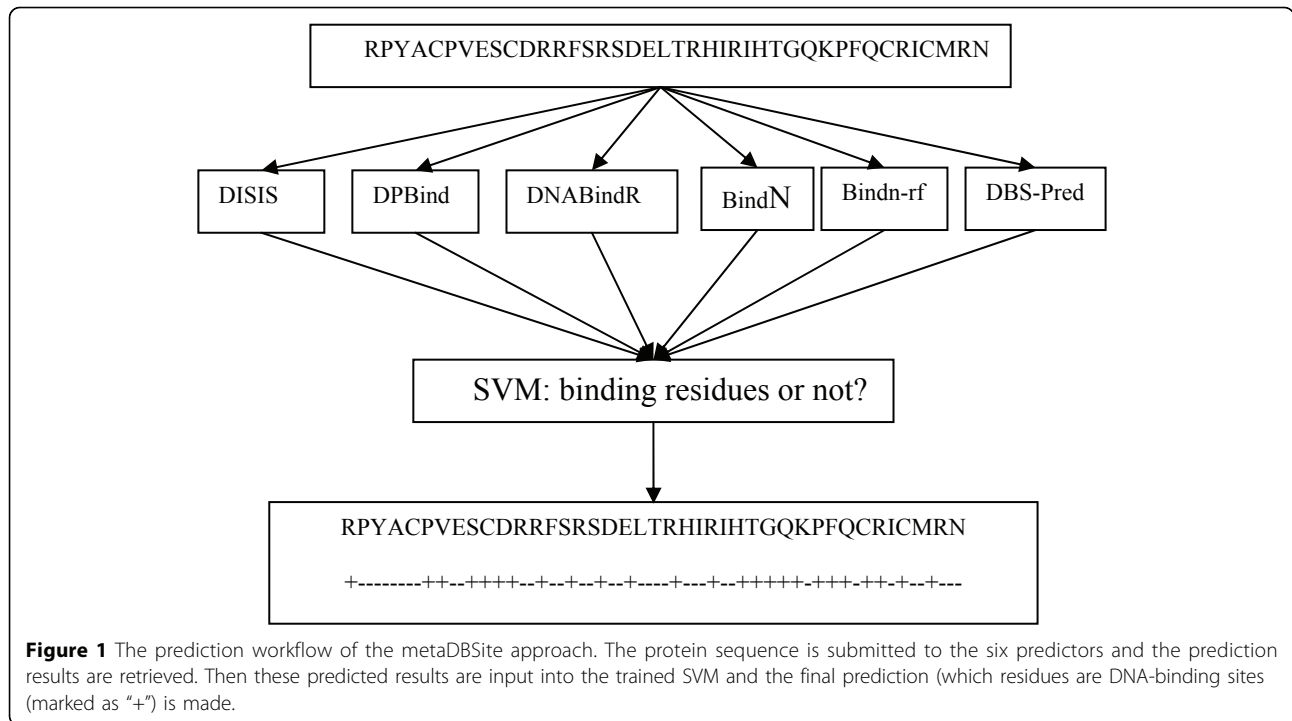 RPYACPVESCDRRFSRSDELTRHIRIHTGQKPFQCRICMRN
DISIS
DPBind
DNABindR
BindN
Bindn-rf
DBS-Pred
SVM: binding residues or not?
RPYACPVESCDRRFSRSDELTRHIRIHTGQKPFQCRICMRN
+--------++--++++--+--+--+--+----+---+--+++++-+++-++-+--+---
Figure 1 The prediction workflow of the metaDBSite approach. The protein sequence is submitted to the six predictors and the prediction
results are retrieved. Then these predicted results are input into the trained SVM and the final prediction (which residues are DNA-binding sites
(marked as “+”) is made.